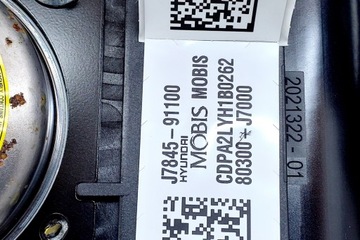 J7845-91100
HYUNDAI
MOBIS MOBIS
CDPA2LYH1B0262
80300-J7000
2021322-01